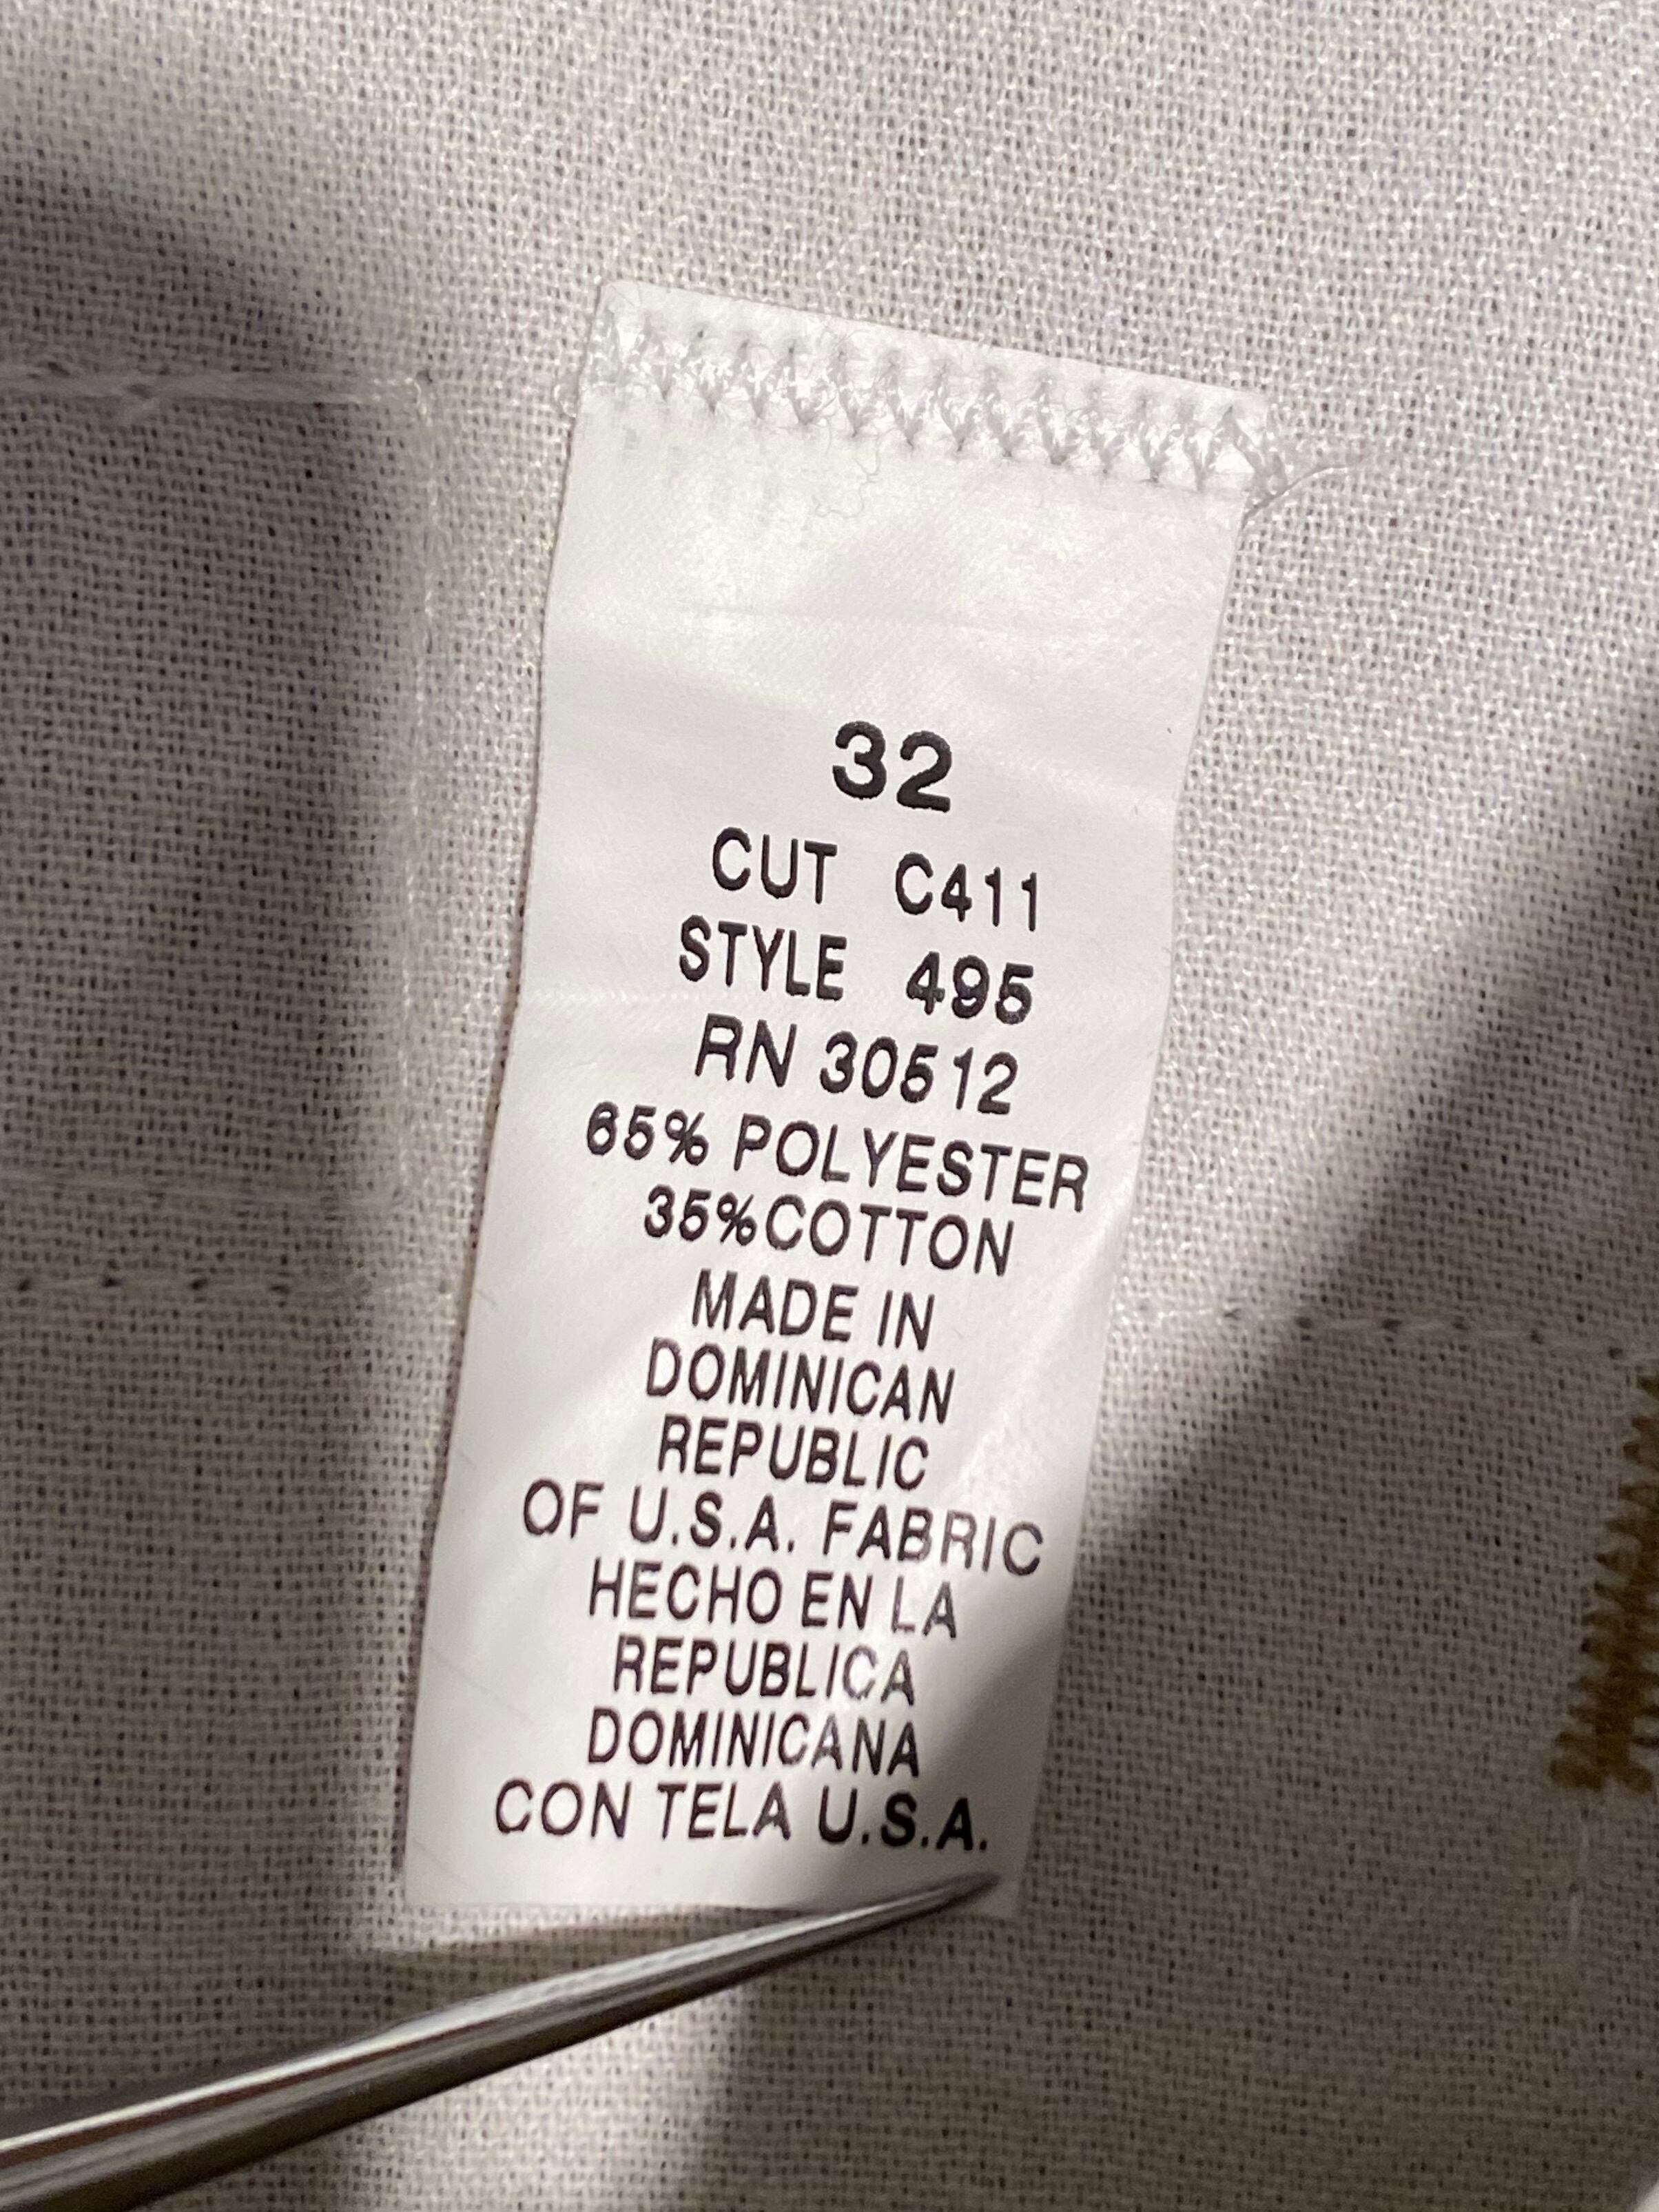 32
CUT C411
STYLE 495
RN 30512
65% POLYESTER
35%COTTON
MADE IN
DOMINICAN
REPUBLIC
OF U.S.A. FABRIC
HECHO EN LA
REPUBLICA
DOMINICANA
CON TELA U.S.A.